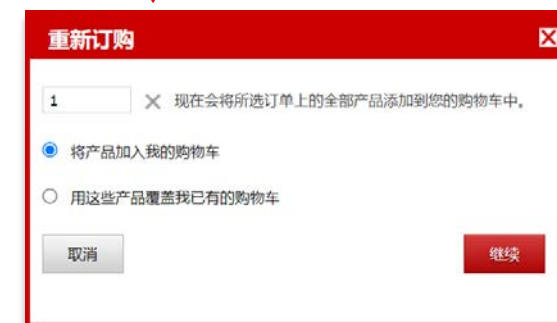 重新订购
1 × 现在会将所选订单上的全部产品添加到您的购物车中。
将产品加入我的购物车
用这些产品覆盖我已有的购物车
取消 继续